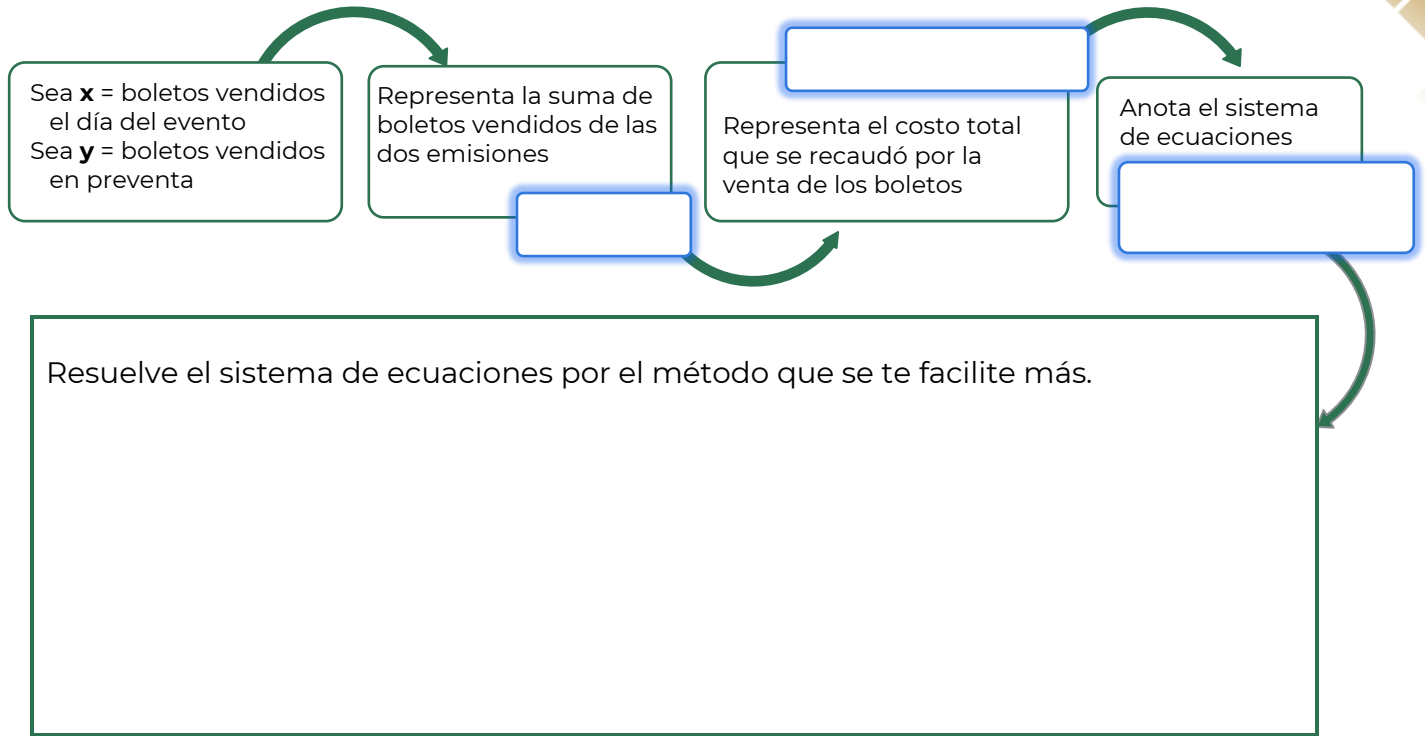 Sea x = boletos vendidos
el día del evento
Sea y = boletos vendidos
en preventa
Representa la suma de
boletos vendidos de las
dos emisiones
Representa el costo total
que se recaudó por la
venta de los boletos
Anota el sistema
de ecuaciones
Resuelve el sistema de ecuaciones por el método que se te facilite más.